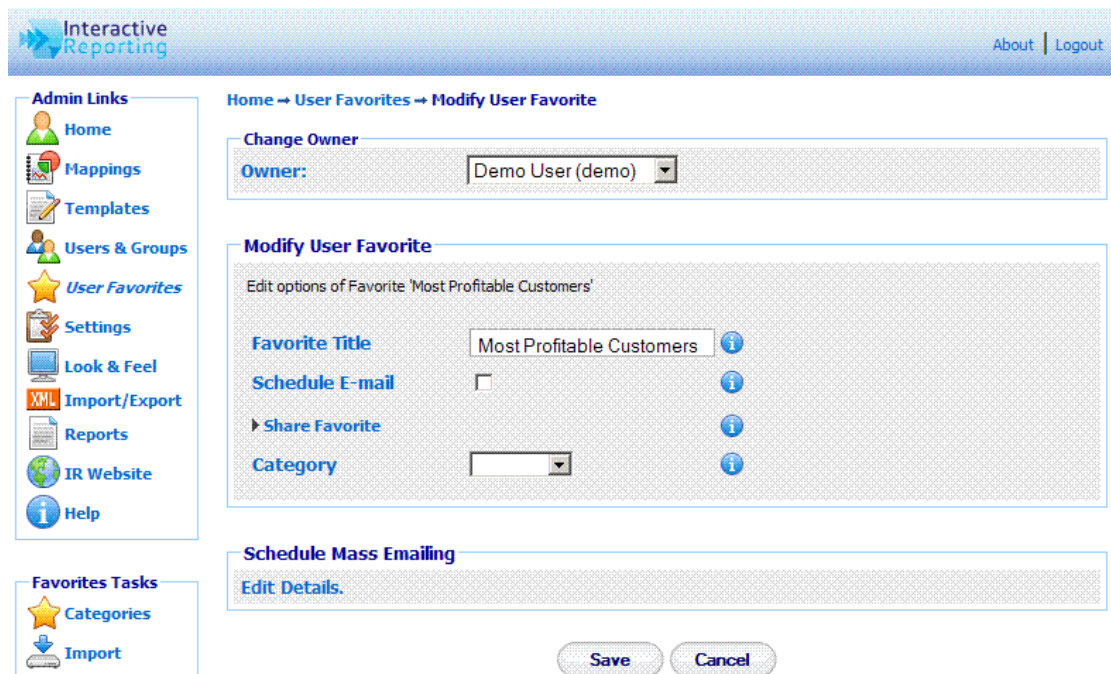 Interactive
Reporting
About | Logout
Admin Links
Home
Mappings
Templates
Users & Groups
User Favorites
Settings
Look & Feel
XML Import/Export
Reports
IR Website
Help
Favorites Tasks
Categories
Import
Home → User Favorites → Modify User Favorite
Change Owner
Owner: Demo User (demo)
Modify User Favorite
Edit options of Favorite 'Most Profitable Customers'
Favorite Title Most Profitable Customers
Schedule E-mail
Share Favorite
Category
Schedule Mass Emailing
Edit Details.
Save Cancel